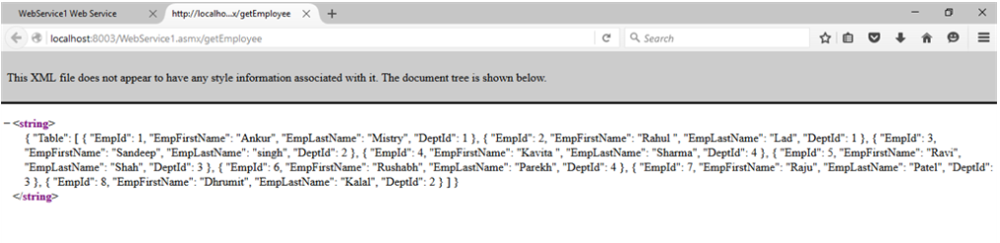 WebService1 Web Service × http://localho...x/getEmployee × +
localhost:8003/WebService1.asmx/getEmployee Search
This XML file does not appear to have any style information associated with it. The document tree is shown below.
−<string>
{ "Table": [ { "EmpId": 1, "EmpFirstName": "Ankur", "EmpLastName": "Mistry", "DeptId": 1 }, { "EmpId": 2, "EmpFirstName": "Rahul ", "EmpLastName": "Lad", "DeptId": 1 }, { "EmpId": 3,
"EmpFirstName": "Sandeep", "EmpLastName": "singh", "DeptId": 2 }, { "EmpId": 4, "EmpFirstName": "Kavita ", "EmpLastName": "Sharma", "DeptId": 4 }, { "EmpId": 5, "EmpFirstName": "Ravi",
"EmpLastName": "Shah", "DeptId": 3 }, { "EmpId": 6, "EmpFirstName": "Rushabh", "EmpLastName": "Parekh", "DeptId": 4 }, { "EmpId": 7, "EmpFirstName": "Raju", "EmpLastName": "Patel", "DeptId":
3 }, { "EmpId": 8, "EmpFirstName": "Dhrumit", "EmpLastName": "Kalal", "DeptId": 2 } ] }
</string>